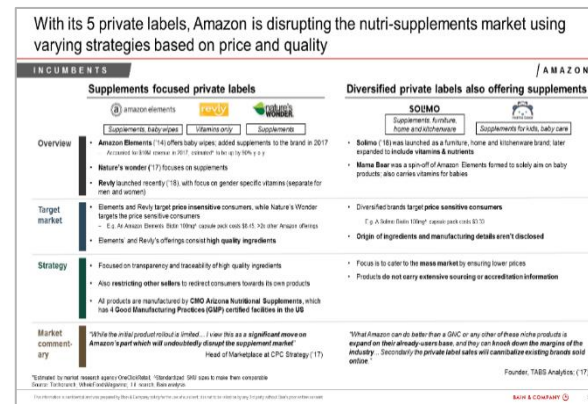 With its 5 private labels, Amazon is disrupting the nutri-supplements market using
varying strategies based on price and quality
INCUMBENTS
AMAZON
Supplements focused private labels
Diversified private labels also offering supplements
amazon elements
revly
nature's
WONDER
SOLIMO
Supplements, baby wipes
Vitamins only
Supplements
Supplements, furniture,
home and kitchenware
Supplements for kids, baby care
Overview
Amazon Elements ('14) offers baby wipes; added supplements to the brand in 2017
Nature's wonder ('17) focuses on supplements
Revly launched recently ('18), with focus on gender specific vitamins (separate for
men and women)
Solimo ('18) was launched as a furniture, home and kitchenware brand; later
expanded to include vitamins & nutrients
Mama Bear was a spin-off of Amazon Elements formed to solely aim on baby
products; also carries vitamins for babies
Target
market
Elements and Revly target price insensitive consumers, while Nature's Wonder
targets the price sensitive consumers
Elements' and Revly's offerings consist high quality ingredients
Diversified brands target price sensitive consumers
Origin of ingredients and manufacturing details aren't disclosed
Strategy
Focused on transparency and traceability of high quality ingredients
Also restricting other sellers to redirect consumers towards its own products
All products are manufactured by CMO Arizona Nutritional Supplements, which
has 4 Good Manufacturing Practices (GMP) certified facilities in the US
Focus is to cater to the mass market by ensuring lower prices
Products do not carry extensive sourcing or accreditation information
Market
comment-
ary
"While the initial product rollout is limited... I view this as a significant move on
Amazon's part which will undoubtedly disrupt the supplement market"
Head of Marketplace at CPC Strategy ('17)
"What Amazon can do better than a GNC or any other of these niche products is
expand on their already-users base, and they can knock down the margins of the
industry... Secondly the private label sales will cannibalize existing brands sold
online."
Founder, TABS Analytics; ('17)
BAIN & COMPANY